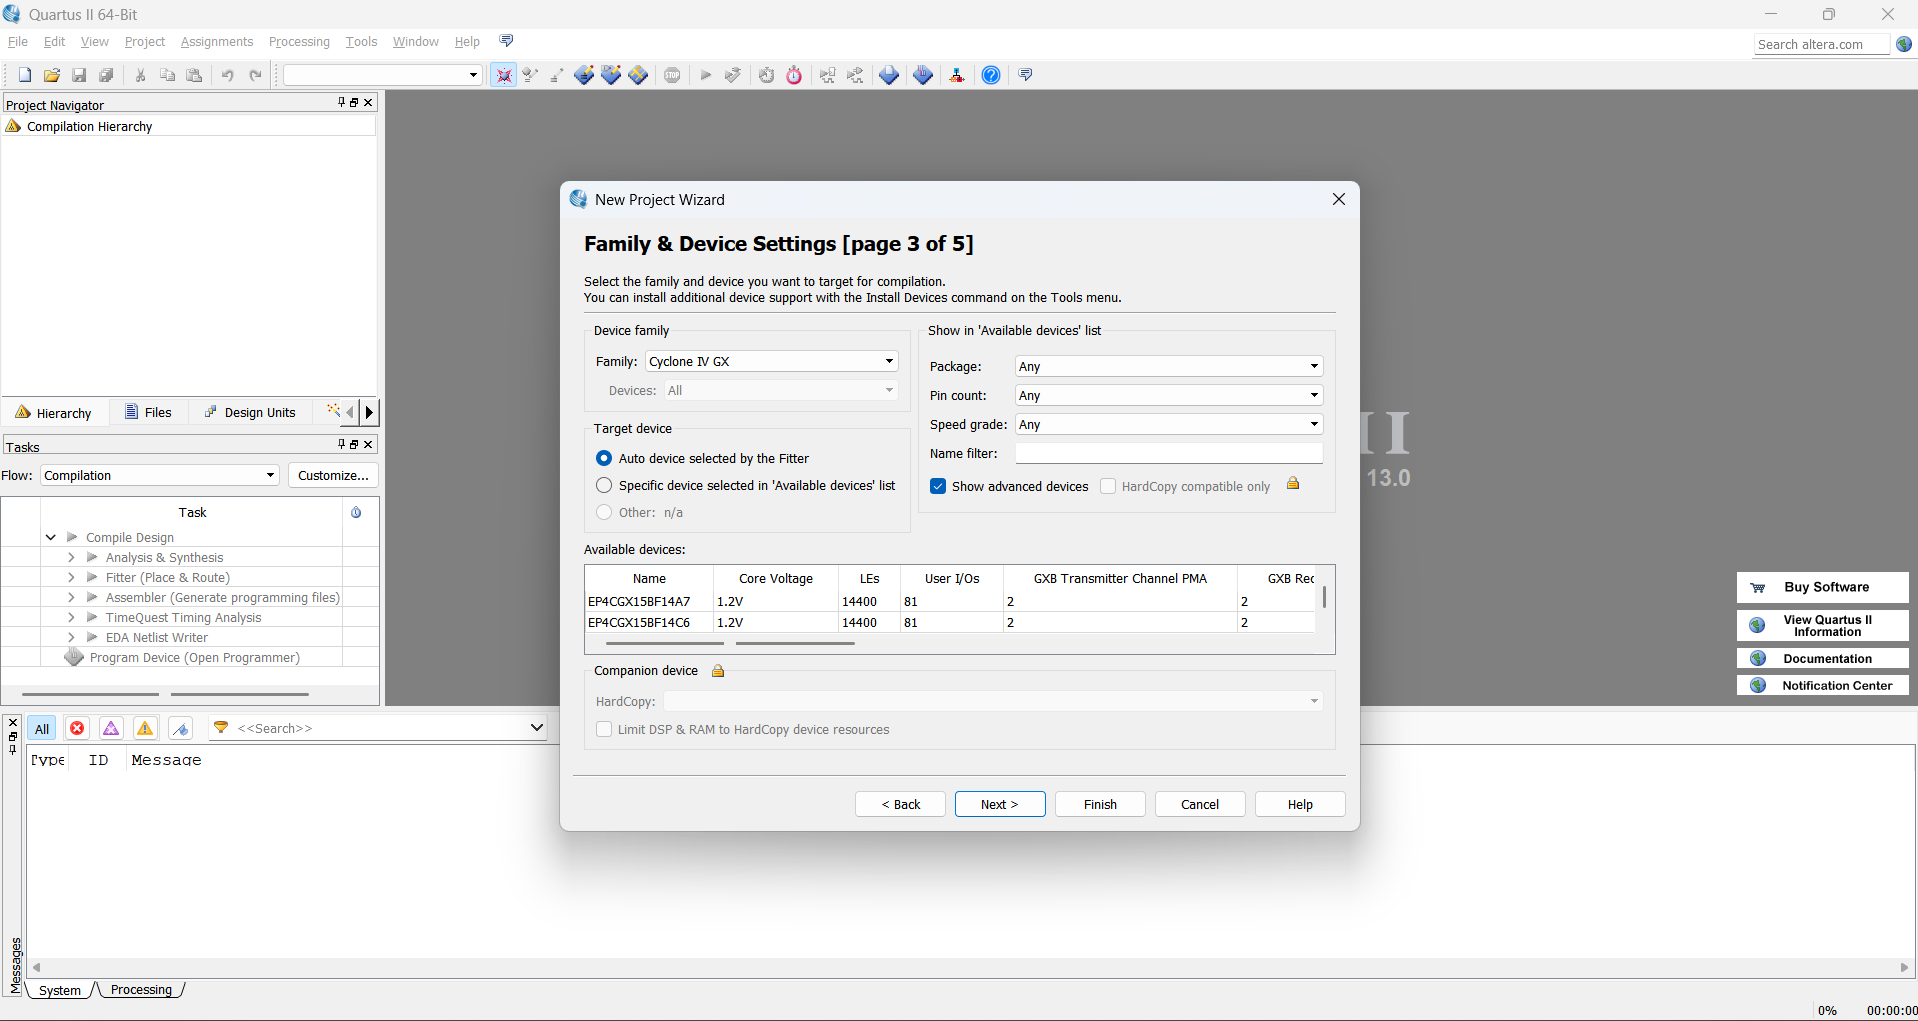 Quartus II 64-Bit
File Edit View Project Assignments Processing Tools Window Help
Search altera.com
STOP
Project Navigator
Compilation Hierarchy
Hierarchy Files Design Units
Tasks
Flow: Compilation Customize...
Task
Compile Design
Analysis & Synthesis
Fitter (Place & Route)
Assembler (Generate programming files)
TimeQuest Timing Analysis
EDA Netlist Writer
Program Device (Open Programmer)
New Project Wizard
Family & Device Settings [page 3 of 5]
Select the family and device you want to target for compilation.
You can install additional device support with the Install Devices command on the Tools menu.
Device family
Family: Cyclone IV GX
Devices: All
Target device
Auto device selected by the Fitter
Specific device selected in 'Available devices' list
Other: n/a
Show in 'Available devices' list
Package: Any
Pin count: Any
Speed grade: Any
Name filter:
Show advanced devices HardCopy compatible only
Available devices:
Name Core Voltage LEs User I/Os GXB Transmitter Channel PMA GXB Rec
EP4CGX15BF14A7 1.2V 14400 81 2 2
EP4CGX15BF14C6 1.2V 14400 81 2 2
Companion device
HardCopy:
Limit DSP & RAM to HardCopy device resources
< Back Next > Finish Cancel Help
II
13.0
Buy Software
View Quartus II
Information
Documentation
Notification Center
All <<Search>>
Type ID Message
Messages
System Processing
0% 00:00:00